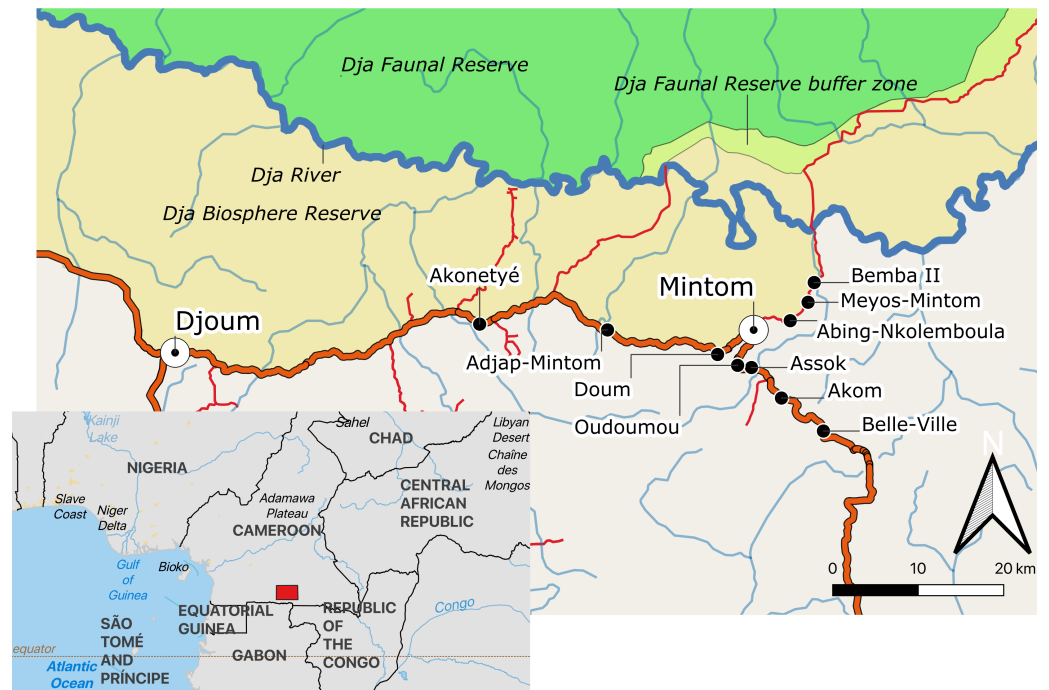 Dja Faunal Reserve
Dja Faunal Reserve buffer zone
Dja River
Dja Biosphere Reserve
Akonetyé
Mintom
Bemba II
Meyos-Mintom
Djoum
Abing-Nkolemboula
Adjap-Mintom
Assok
Doum
Akom
Oudoumou
Belle-Ville
N
0 10 20 km
Kainji
Lake
Sahel
CHAD
Libyan
Desert
Chaîne
des
Mongos
NIGERIA
CENTRAL
AFRICAN
REPUBLIC
Slave
Coast
Niger
Delta
Adamawa
Plateau
CAMEROON
Gulf
of
Guinea
Bioko
EQUATORIAL
GUINEA
REPUBLIC
OF
THE
CONGO
Congo
SÃO
TOMÉ
AND
PRÍNCIPE
GABON
equator
Atlantic
Ocean